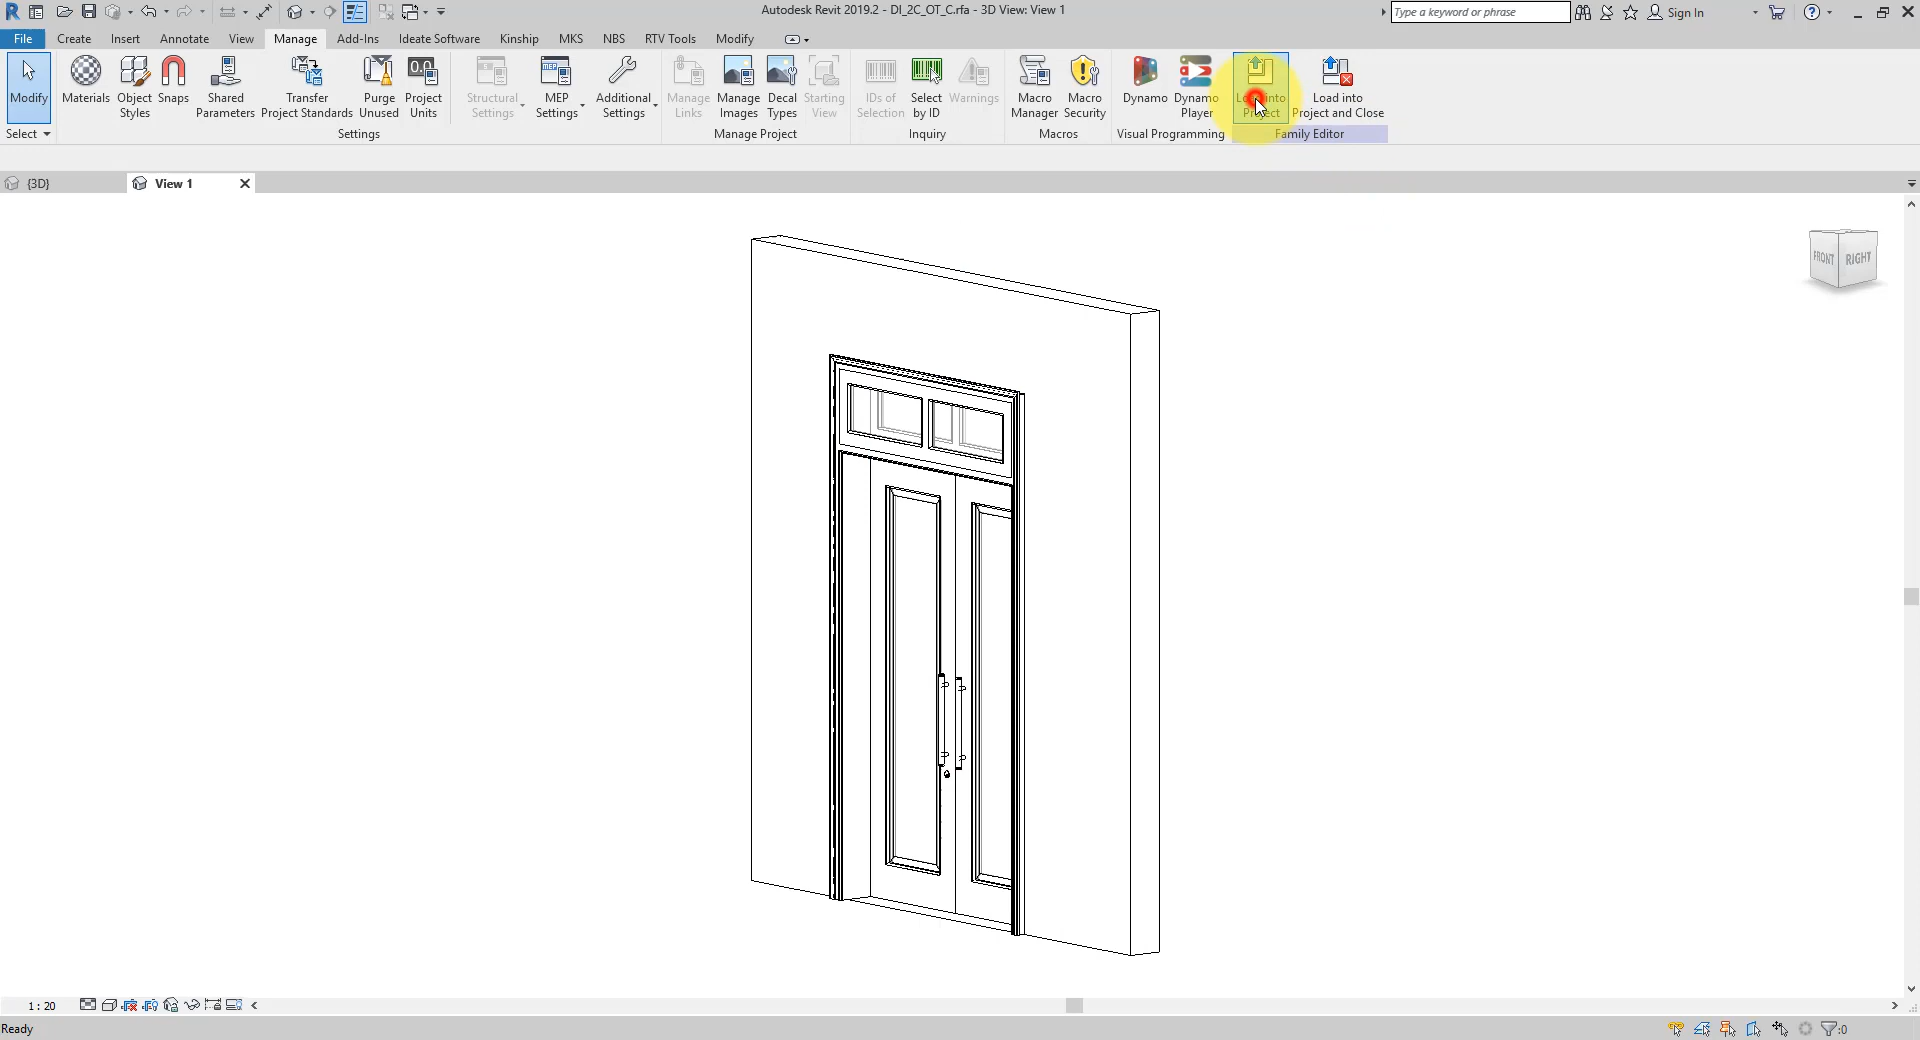 Autodesk Revit 2019.2 - DI_2C_OT_C.rfa - 3D View: View 1
Type a keyword or phrase
Sign In
File Create Insert Annotate View Manage Add-Ins Ideate Software Kinship MKS NBS RTV Tools Modify
Modify
Materials
Object Styles
Snaps
Shared Parameters
Transfer Project Standards
Purge Unused
Project Units
Structural Settings
MEP Settings
Additional Settings
Manage Links
Manage Images
Decal Types
Starting View
IDs of Selection
Select by ID
Warnings
Macro Manager
Macro Security
Dynamo
Dynamo Player
Load into Project
Load into Project and Close
Select
Settings
Manage Project
Inquiry
Macros
Visual Programming
Family Editor
{3D}
View 1
FRONT
RIGHT
1 : 20
Ready
:0